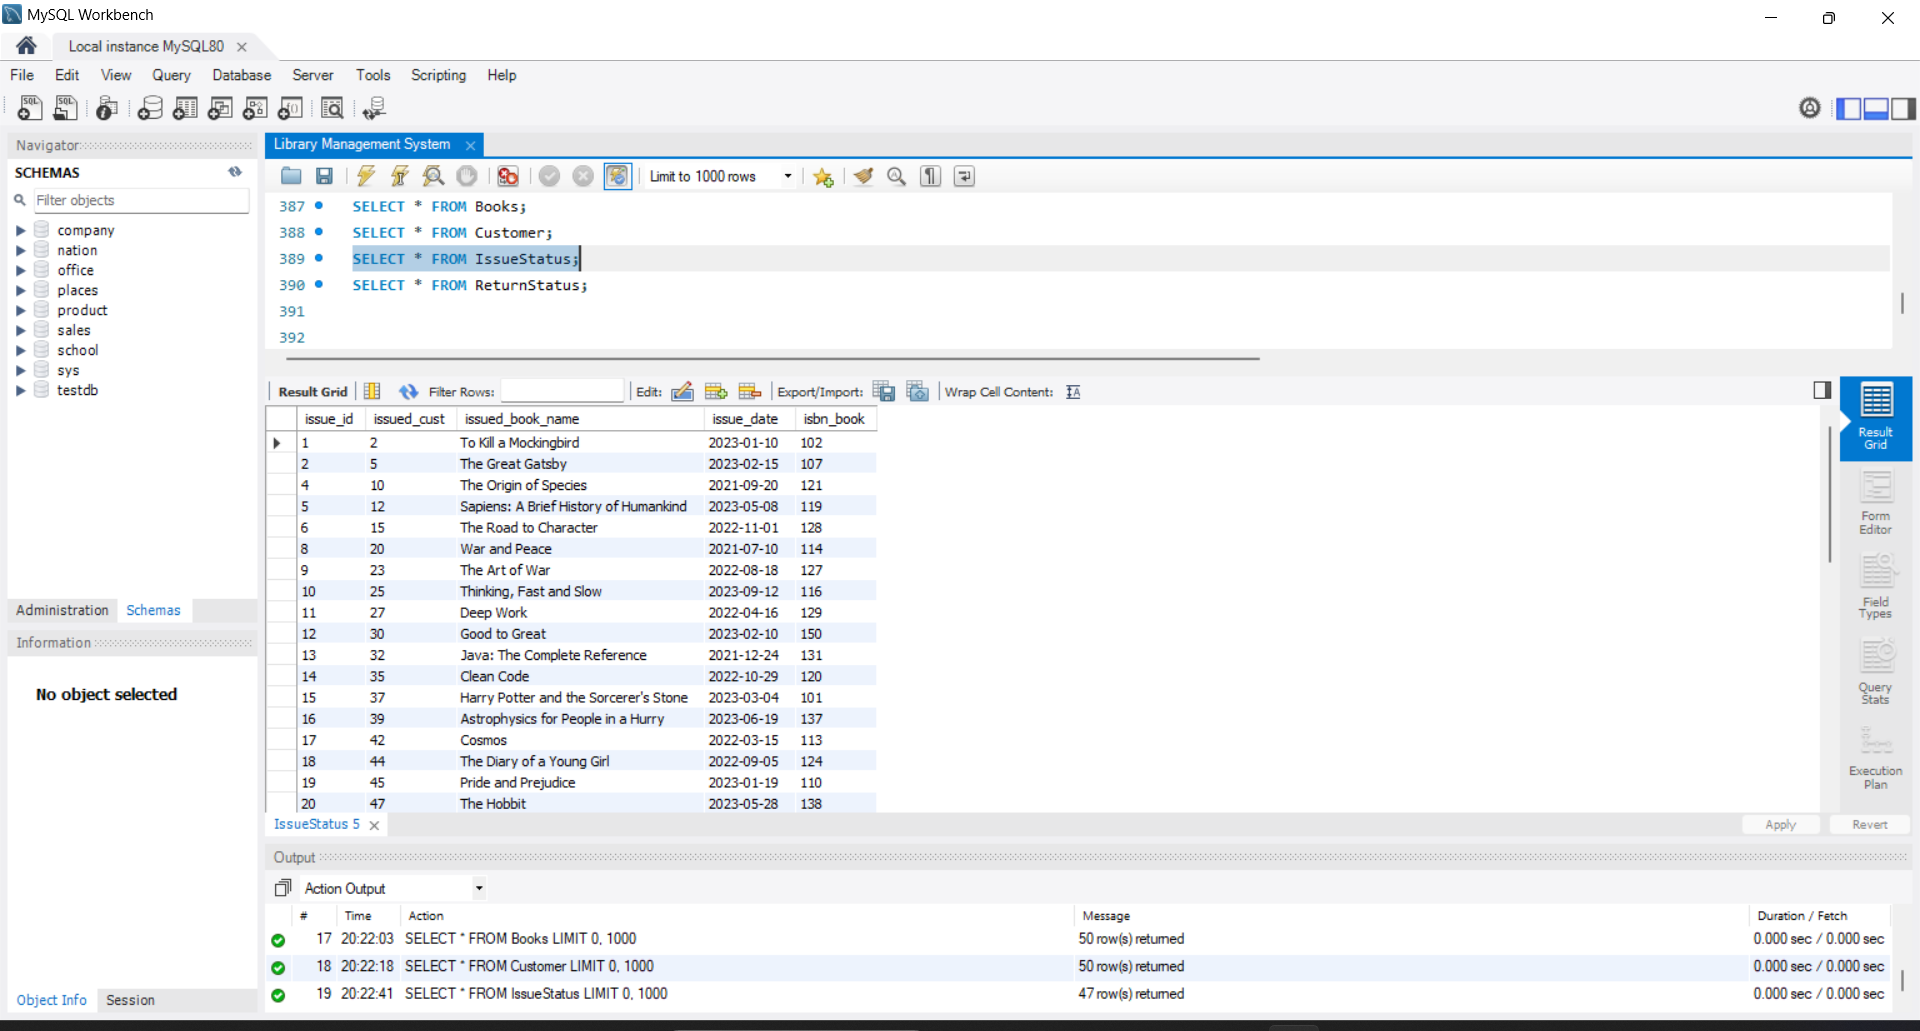 MySQL Workbench
Local instance MySQL80
File Edit View Query Database Server Tools Scripting Help
Navigator
SCHEMAS
Filter objects
company
nation
office
places
product
sales
school
sys
testdb
Administration Schemas
Information
No object selected
Object Info Session
Library Management System
Limit to 1000 rows
387 SELECT * FROM Books;
388 SELECT * FROM Customer;
389 SELECT * FROM IssueStatus;
390 SELECT * FROM ReturnStatus;
391
392
Result Grid Filter Rows: Edit: Export/Import: Wrap Cell Content:
issue_id issued_cust issued_book_name issue_date isbn_book
1 2 To Kill a Mockingbird 2023-01-10 102
2 5 The Great Gatsby 2023-02-15 107
4 10 The Origin of Species 2021-09-20 121
5 12 Sapiens: A Brief History of Humankind 2023-05-08 119
6 15 The Road to Character 2022-11-01 128
8 20 War and Peace 2021-07-10 114
9 23 The Art of War 2022-08-18 127
10 25 Thinking, Fast and Slow 2023-09-12 116
11 27 Deep Work 2022-04-16 129
12 30 Good to Great 2023-02-10 150
13 32 Java: The Complete Reference 2021-12-24 131
14 35 Clean Code 2022-10-29 120
15 37 Harry Potter and the Sorcerer's Stone 2023-03-04 101
16 39 Astrophysics for People in a Hurry 2023-06-19 137
17 42 Cosmos 2022-03-15 113
18 44 The Diary of a Young Girl 2022-09-05 124
19 45 Pride and Prejudice 2023-01-19 110
20 47 The Hobbit 2023-05-28 138
Result
Grid
Form
Editor
Field
Types
Query
Stats
Execution
Plan
IssueStatus 5
Apply Revert
Output
Action Output
# Time Action Message Duration / Fetch
17 20:22:03 SELECT * FROM Books LIMIT 0, 1000 50 row(s) returned 0.000 sec / 0.000 sec
18 20:22:18 SELECT * FROM Customer LIMIT 0, 1000 50 row(s) returned 0.000 sec / 0.000 sec
19 20:22:41 SELECT * FROM IssueStatus LIMIT 0, 1000 47 row(s) returned 0.000 sec / 0.000 sec